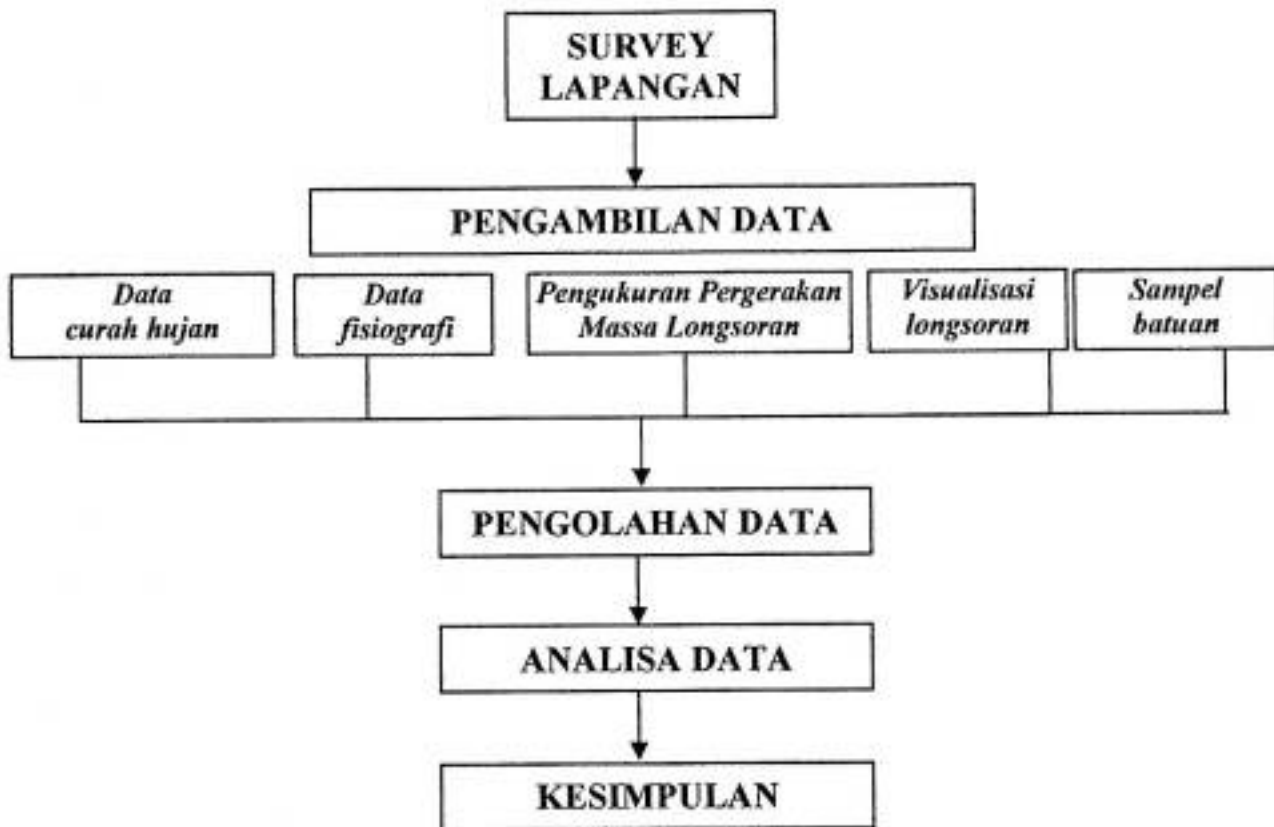 SURVEY
LAPANGAN
PENGAMBILAN DATA
Data
curah hujan
Data
fisiografi
Pengukuran Pergerakan
Massa Longsoran
Visualisasi
longsoran
Sampel
batuan
PENGOLAHAN DATA
ANALISA DATA
KESIMPULAN